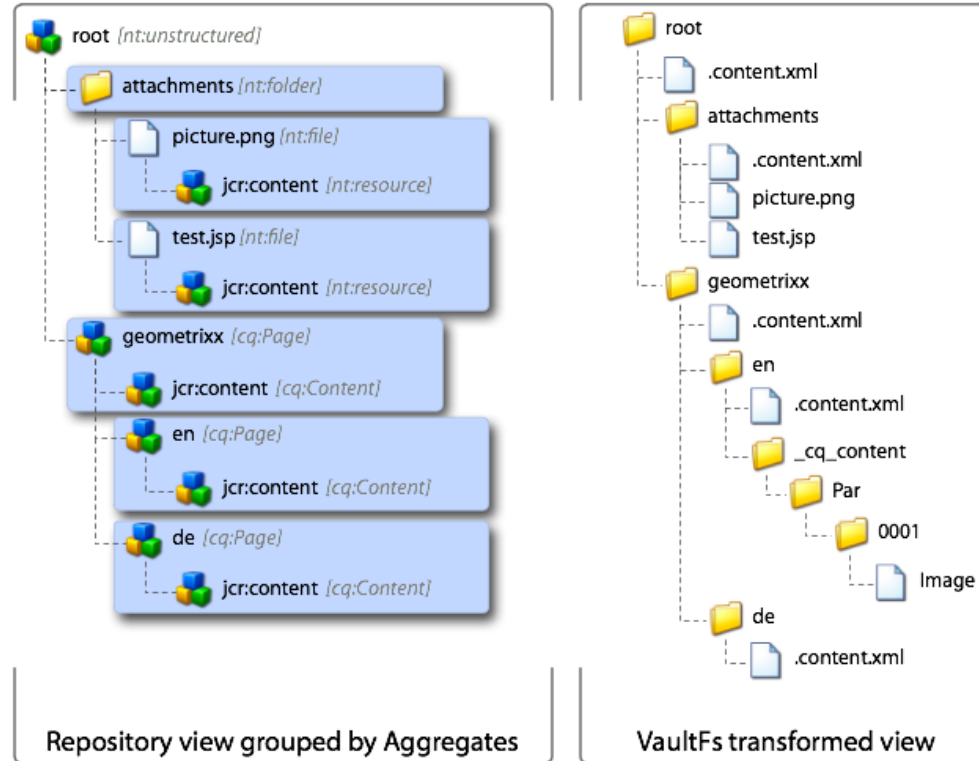 root [nt:unstructured]
attachments [nt:folder]
picture.png [nt:file]
jcr:content [nt:resource]
test.jsp [nt:file]
jcr:content [nt:resource]
geometrixx [cq:Page]
jcr:content [cq:Content]
en [cq:Page]
jcr:content [cq:Content]
de [cq:Page]
jcr:content [cq:Content]
Repository view grouped by Aggregates
root
.content.xml
attachments
.content.xml
picture.png
test.jsp
geometrixx
.content.xml
en
.content.xml
_cq_content
Par
0001
Image
de
.content.xml
VaultFs transformed view